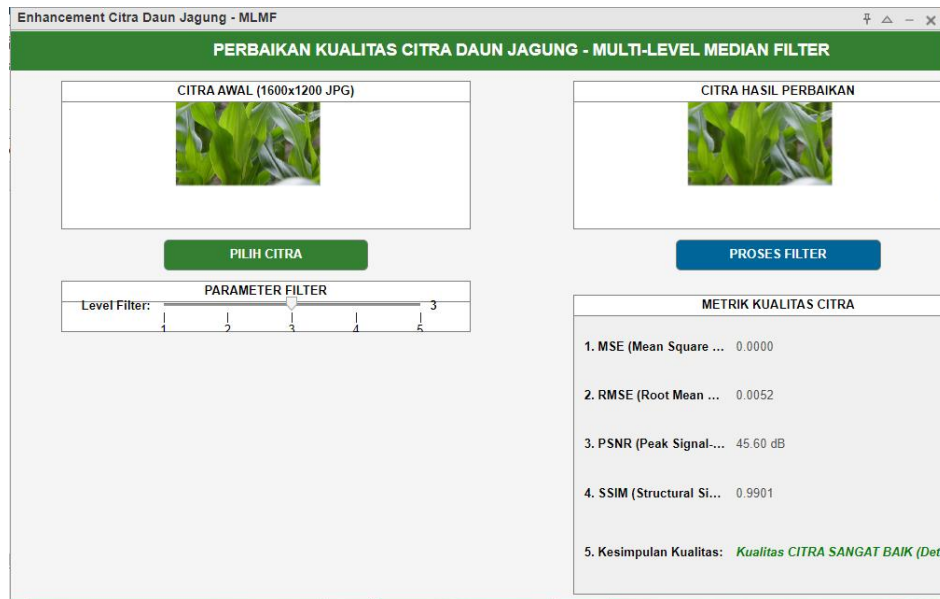 Enhancement Citra Daun Jagung - MLMF
PERBAIKAN KUALITAS CITRA DAUN JAGUNG - MULTI-LEVEL MEDIAN FILTER
CITRA AWAL (1600x1200 JPG)
CITRA HASIL PERBAIKAN
PILIH CITRA
PROSES FILTER
PARAMETER FILTER
Level Filter:
3
1 2 3 4 5
METRIK KUALITAS CITRA
1. MSE (Mean Square ... 0.0000
2. RMSE (Root Mean ... 0.0052
3. PSNR (Peak Signal-... 45.60 dB
4. SSIM (Structural Si... 0.9901
5. Kesimpulan Kualitas: Kualitas CITRA SANGAT BAIK (Det